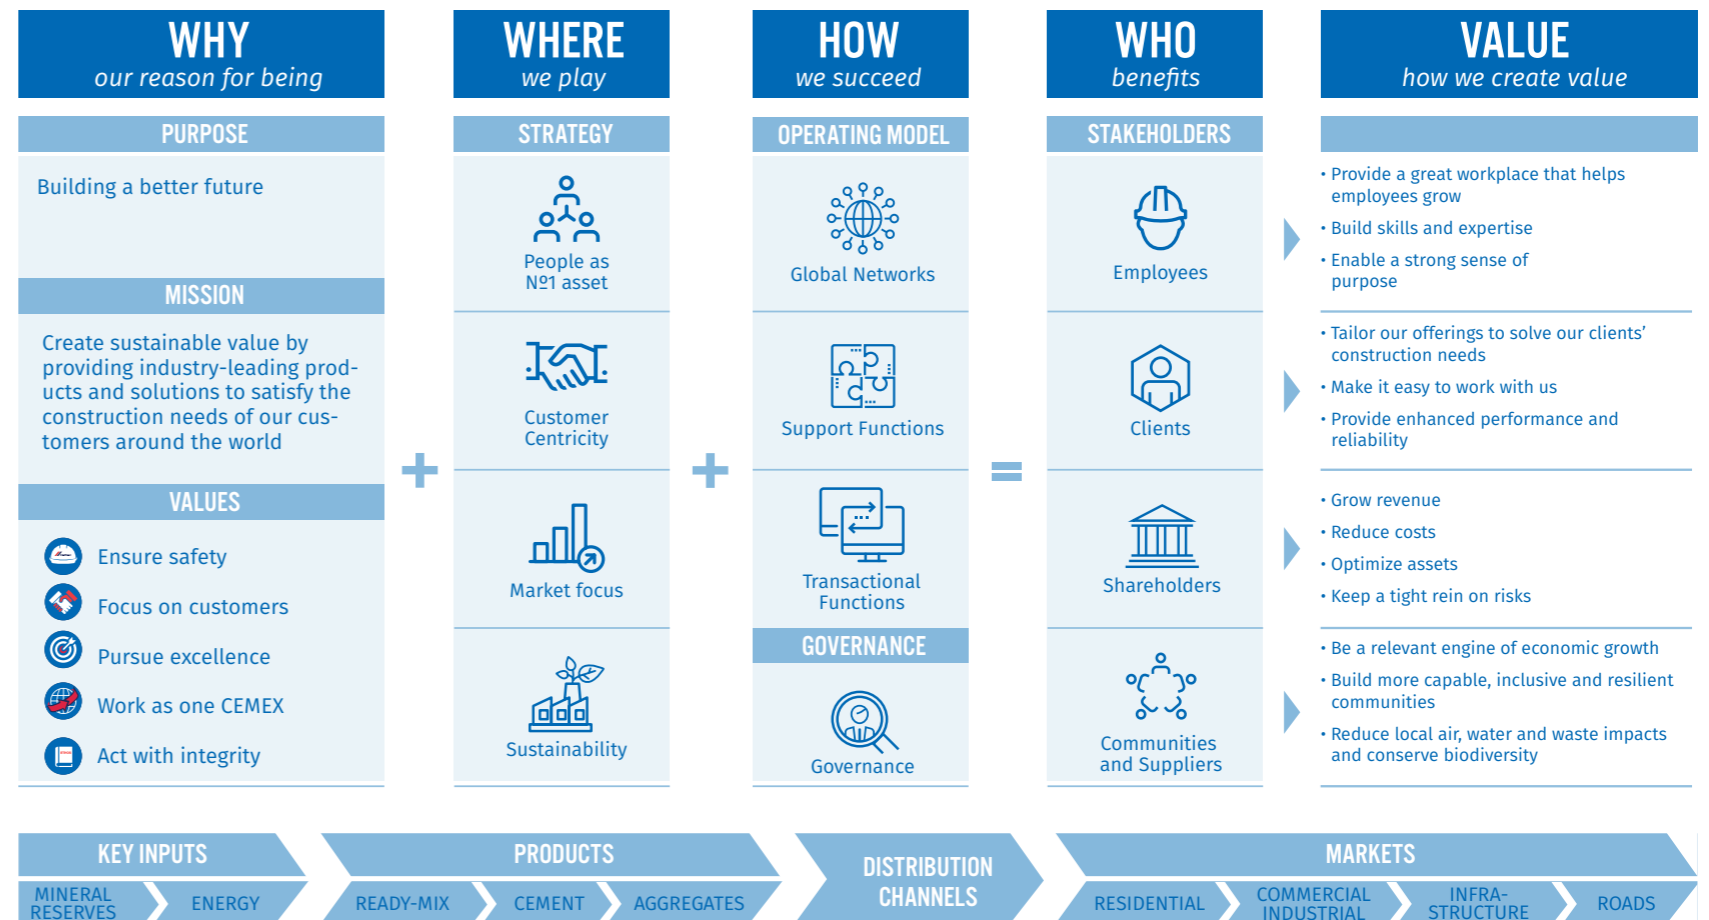 WHY
our reason for being
PURPOSE
Building a better future
MISSION
Create sustainable value by
providing industry-leading prod-
ucts and solutions to satisfy the
construction needs of our cus-
tomers around the world
VALUES
Ensure safety
Focus on customers
Pursue excellence
Work as one CEMEX
Act with integrity
WHERE
we play
STRATEGY
People as
Nº1 asset
Customer
Centricity
Market focus
Sustainability
HOW
we succeed
OPERATING MODEL
Global Networks
Support Functions
Transactional
Functions
GOVERNANCE
Governance
WHO
benefits
STAKEHOLDERS
Employees
Clients
Shareholders
Communities
and Suppliers
VALUE
how we create value
• Provide a great workplace that helps
employees grow
• Build skills and expertise
• Enable a strong sense of
purpose
• Tailor our offerings to solve our clients’
construction needs
• Make it easy to work with us
• Provide enhanced performance and
reliability
• Grow revenue
• Reduce costs
• Optimize assets
• Keep a tight rein on risks
• Be a relevant engine of economic growth
• Build more capable, inclusive and resilient
communities
• Reduce local air, water and waste impacts
and conserve biodiversity
KEY INPUTS
MINERAL
RESERVES
ENERGY
PRODUCTS
READY-MIX
CEMENT
AGGREGATES
DISTRIBUTION
CHANNELS
MARKETS
RESIDENTIAL
COMMERCIAL
INDUSTRIAL
INFRA-
STRUCTURE
ROADS